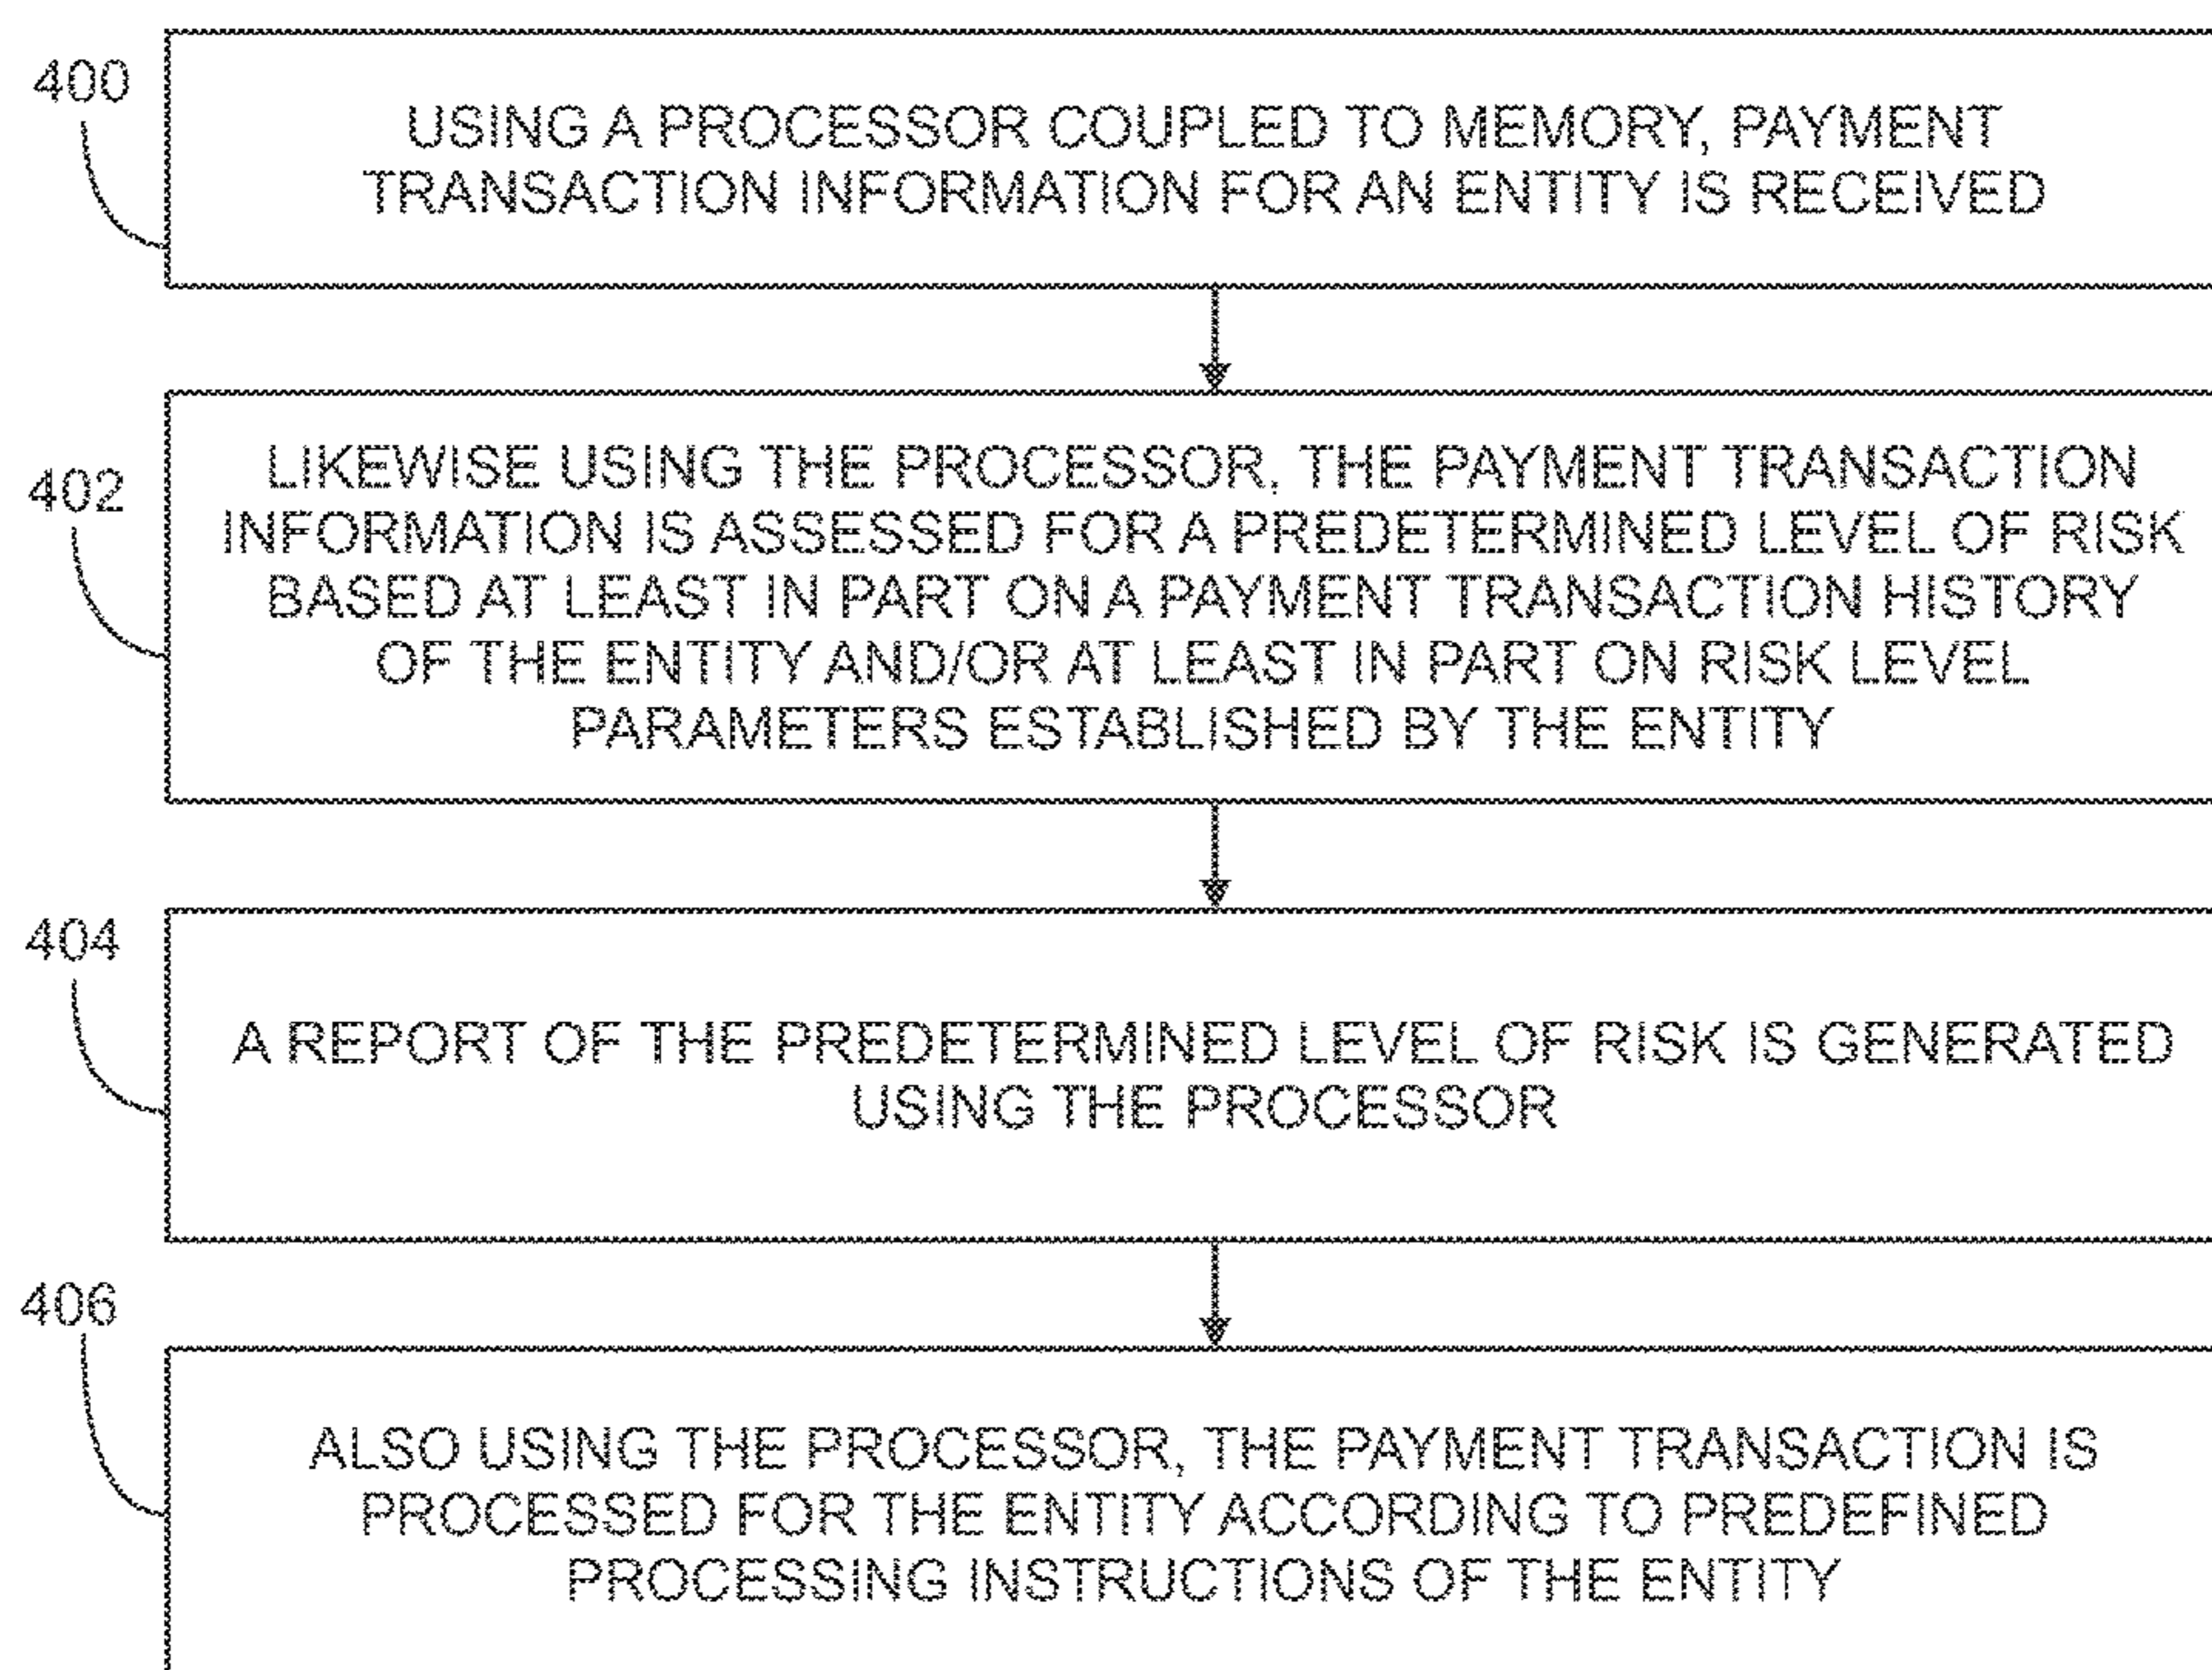 400
USING A PROCESSOR COUPLED TO MEMORY, PAYMENT
TRANSACTION INFORMATION FOR AN ENTITY IS RECEIVED
402
LIKEWISE USING THE PROCESSOR, THE PAYMENT TRANSACTION
INFORMATION IS ASSESSED FOR A PREDETERMINED LEVEL OF RISK
BASED AT LEAST IN PART ON A PAYMENT TRANSACTION HISTORY
OF THE ENTITY AND/OR AT LEAST IN PART ON RISK LEVEL
PARAMETERS ESTABLISHED BY THE ENTITY
404
A REPORT OF THE PREDETERMINED LEVEL OF RISK IS GENERATED
USING THE PROCESSOR
406
ALSO USING THE PROCESSOR, THE PAYMENT TRANSACTION IS
PROCESSED FOR THE ENTITY ACCORDING TO PREDEFINED
PROCESSING INSTRUCTIONS OF THE ENTITY